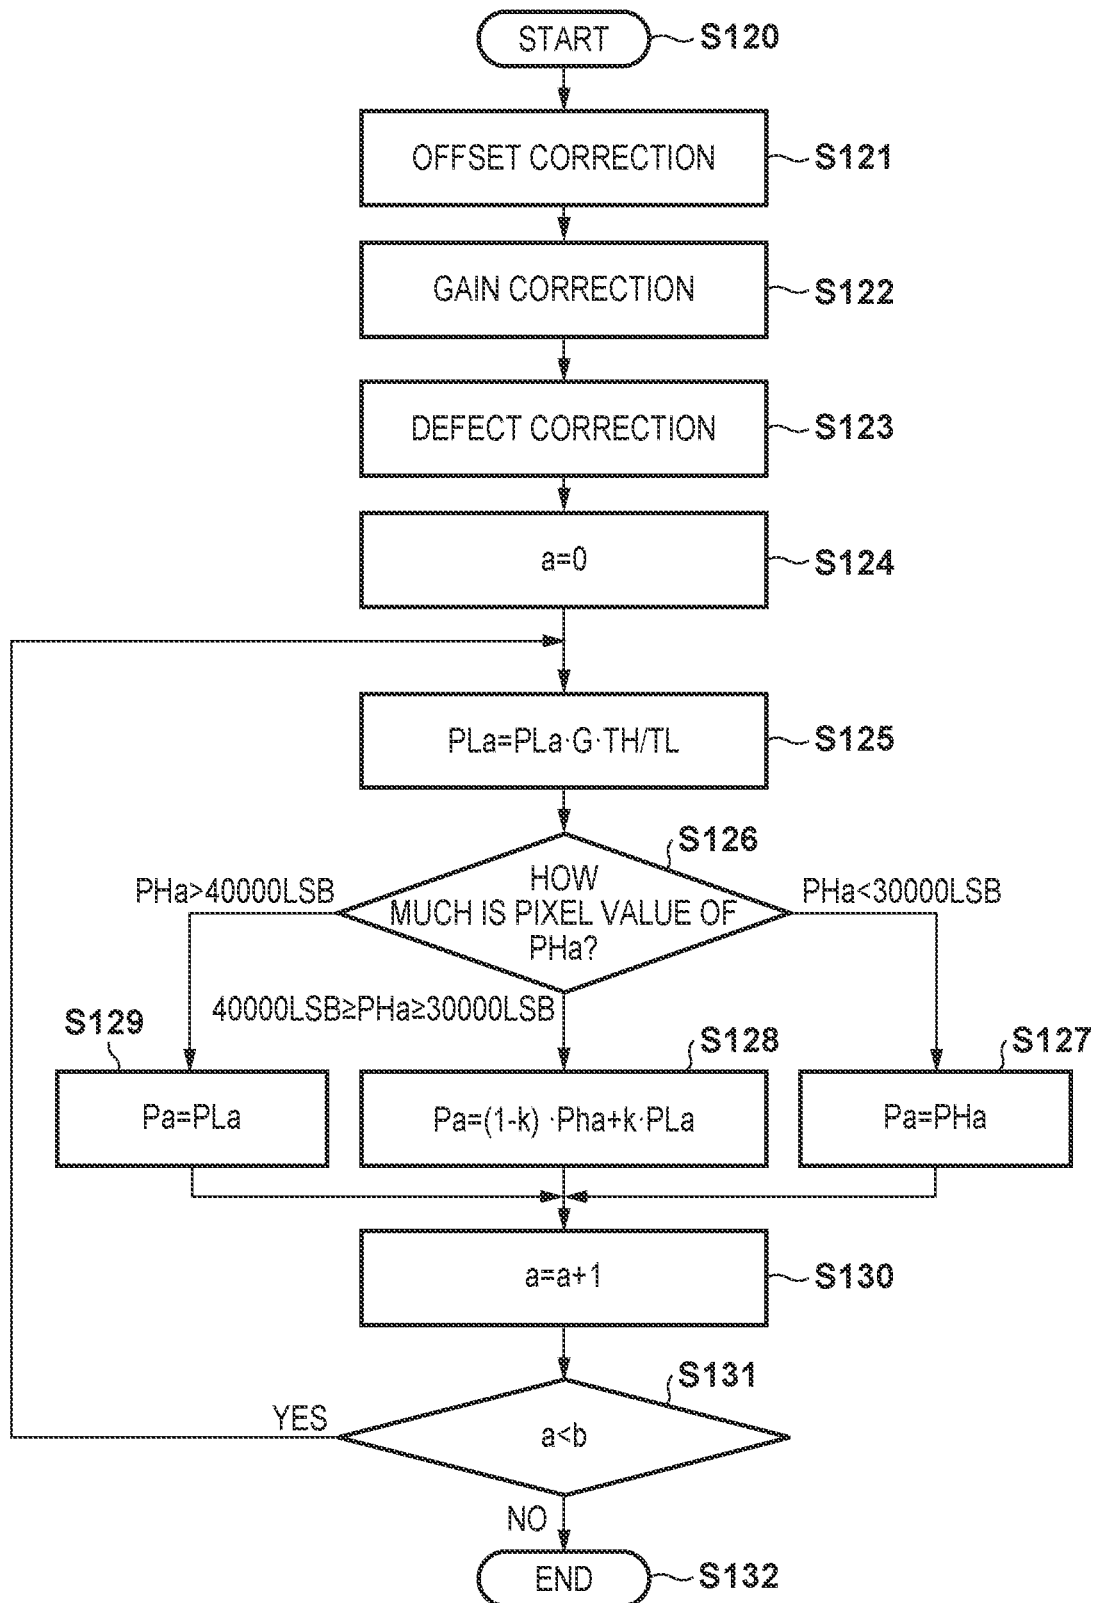 START
S120
OFFSET CORRECTION
S121
GAIN CORRECTION
S122
DEFECT CORRECTION
S123
a=0
S124
PLa=PLa·G·TH/TL
S125
S126
HOW
MUCH IS PIXEL VALUE OF
PHa?
PHa>40000LSB
PHa<30000LSB
40000LSB≥PHa≥30000LSB
S129
S128
S127
Pa=PLa
Pa=(1-k) ·Pha+k·PLa
Pa=PHa
a=a+1
S130
S131
a<b
YES
NO
END
S132